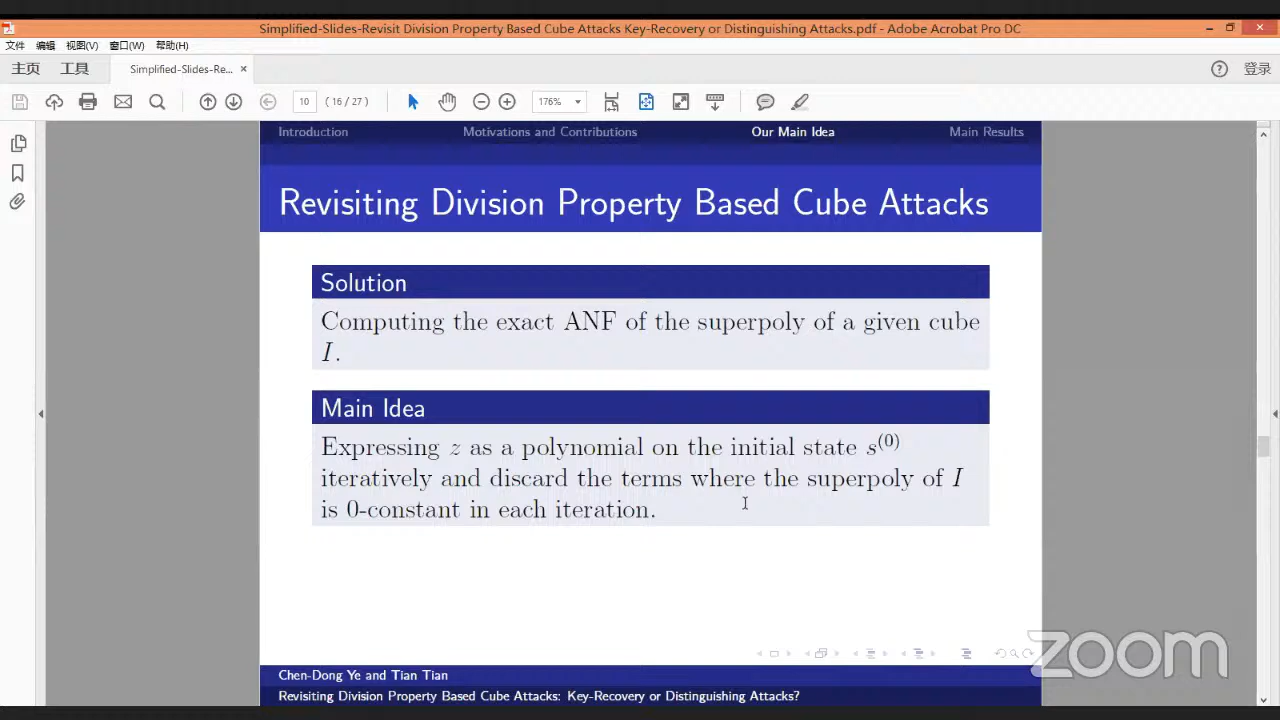 Simplified-Slides-Revisit Division Property Based Cube Attacks Key-Recovery or Distinguishing Attacks.pdf - Adobe Acrobat Pro DC
文件 编辑 视图(V) 窗口(W) 帮助(H)
主页 工具 Simplified-Slides-Re... × 登录
10 (16 / 27) 176%
Introduction Motivations and Contributions Our Main Idea Main Results
Revisiting Division Property Based Cube Attacks
Solution
Computing the exact ANF of the superpoly of a given cube
I.
Main Idea
Expressing z as a polynomial on the initial state s^(0)
iteratively and discard the terms where the superpoly of I
is 0-constant in each iteration.
zoom
Chen-Dong Ye and Tian Tian
Revisiting Division Property Based Cube Attacks: Key-Recovery or Distinguishing Attacks?